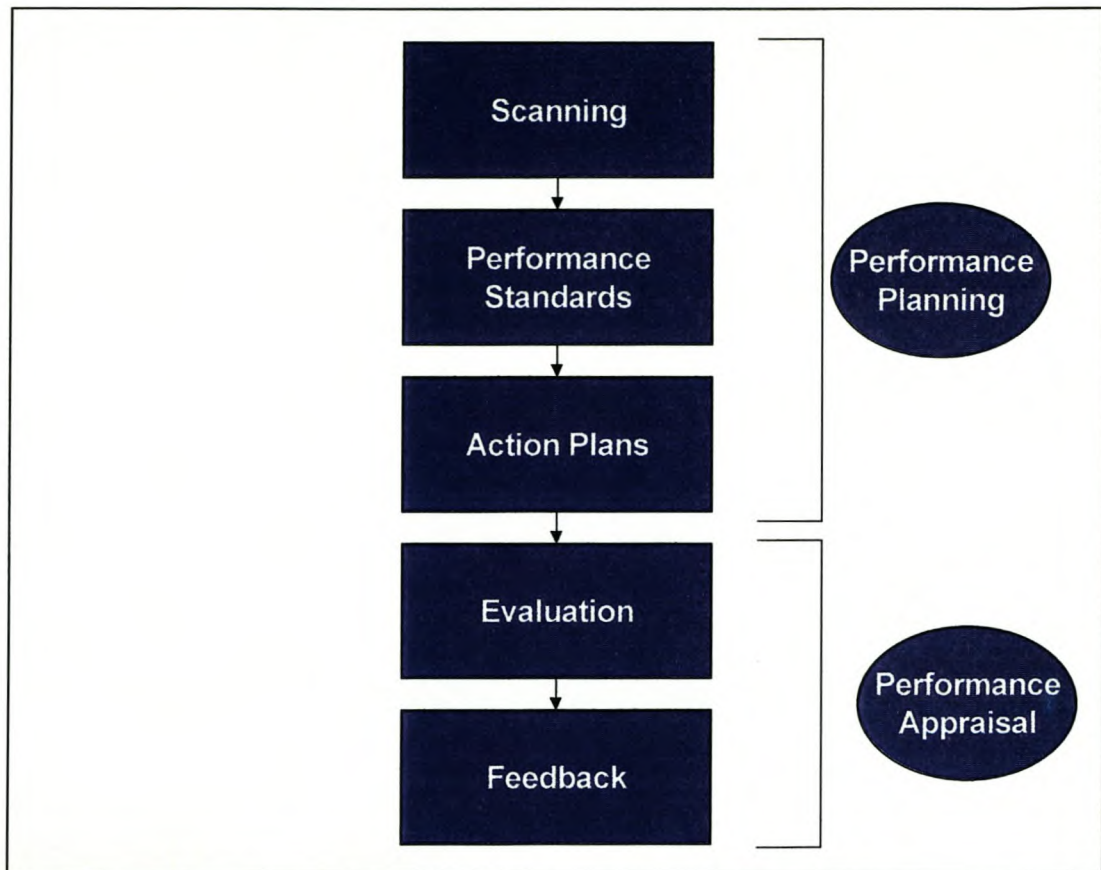 Scanning
Performance
Standards
Performance
Planning
Action Plans
Evaluation
Performance
Appraisal
Feedback